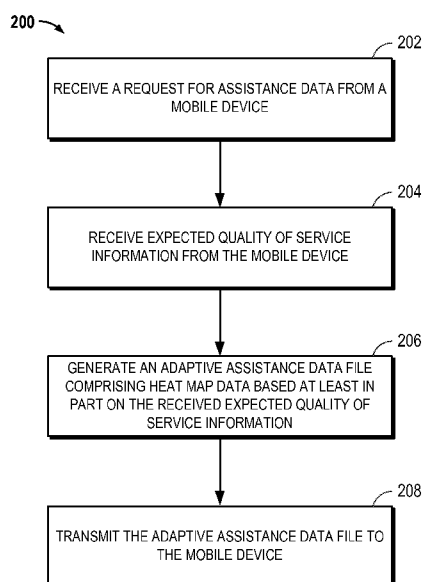 200
202
RECEIVE A REQUEST FOR ASSISTANCE DATA FROM A
MOBILE DEVICE
204
RECEIVE EXPECTED QUALITY OF SERVICE
INFORMATION FROM THE MOBILE DEVICE
206
GENERATE AN ADAPTIVE ASSISTANCE DATA FILE
COMPRISING HEAT MAP DATA BASED AT LEAST IN
PART ON THE RECEIVED EXPECTED QUALITY OF
SERVICE INFORMATION
208
TRANSMIT THE ADAPTIVE ASSISTANCE DATA FILE TO
THE MOBILE DEVICE